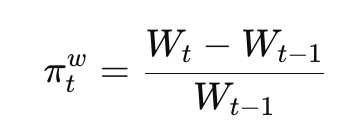 π_t^w = (W_t − W_{t−1}) / W_{t−1}